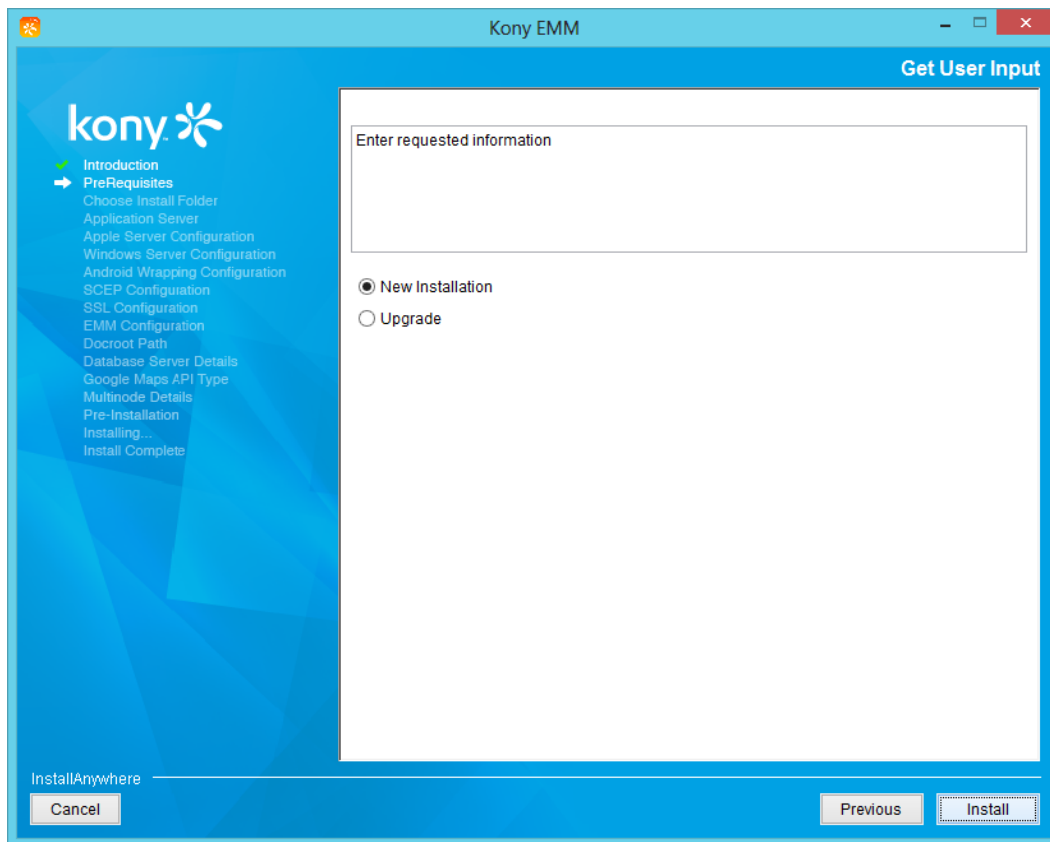 Kony EMM
Get User Input
kony
Introduction
PreRequisites
Choose Install Folder
Application Server
Apple Server Configuration
Windows Server Configuration
Android Wrapping Configuration
SCEP Configuration
SSL Configuration
EMM Configuration
Docroot Path
Database Server Details
Google Maps API Type
Multinode Details
Pre-Installation
Installing...
Install Complete
Enter requested information
New Installation
Upgrade
InstallAnywhere
Cancel
Previous
Install